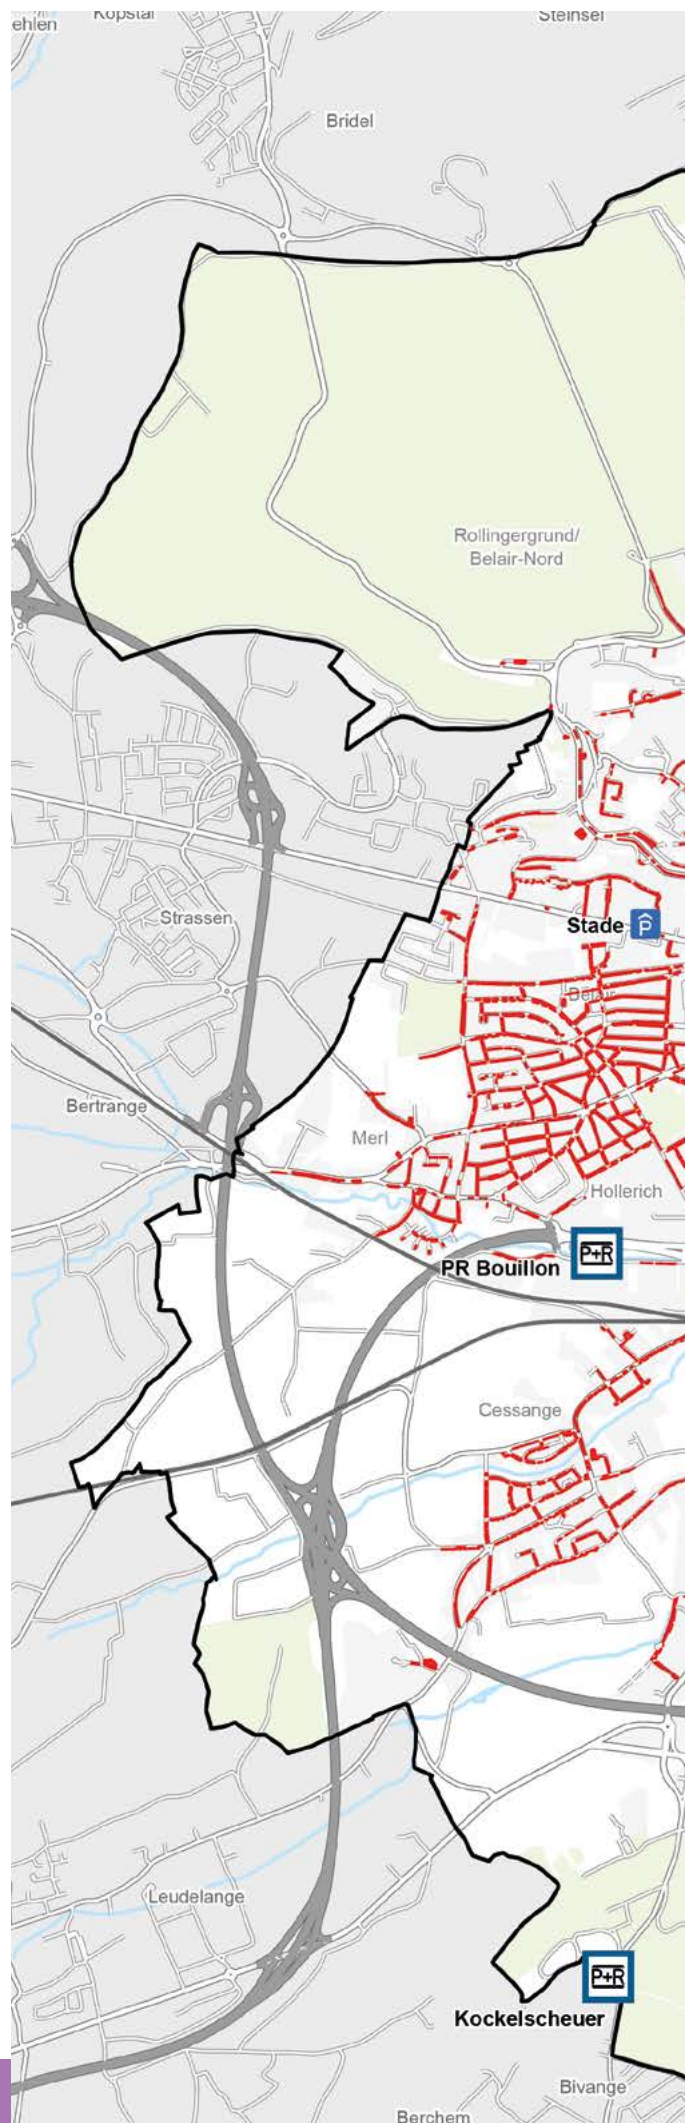 Kopstal
Steinsel
ehlen
Bridel
Rollingergrund/
Belair-Nord
Strassen
Stade
P
Belair
Bertrange
Merl
Hollerich
P+R
PR Bouillon
Cessange
Leudelange
P+R
Kockelscheuer
Bivange
Berchem